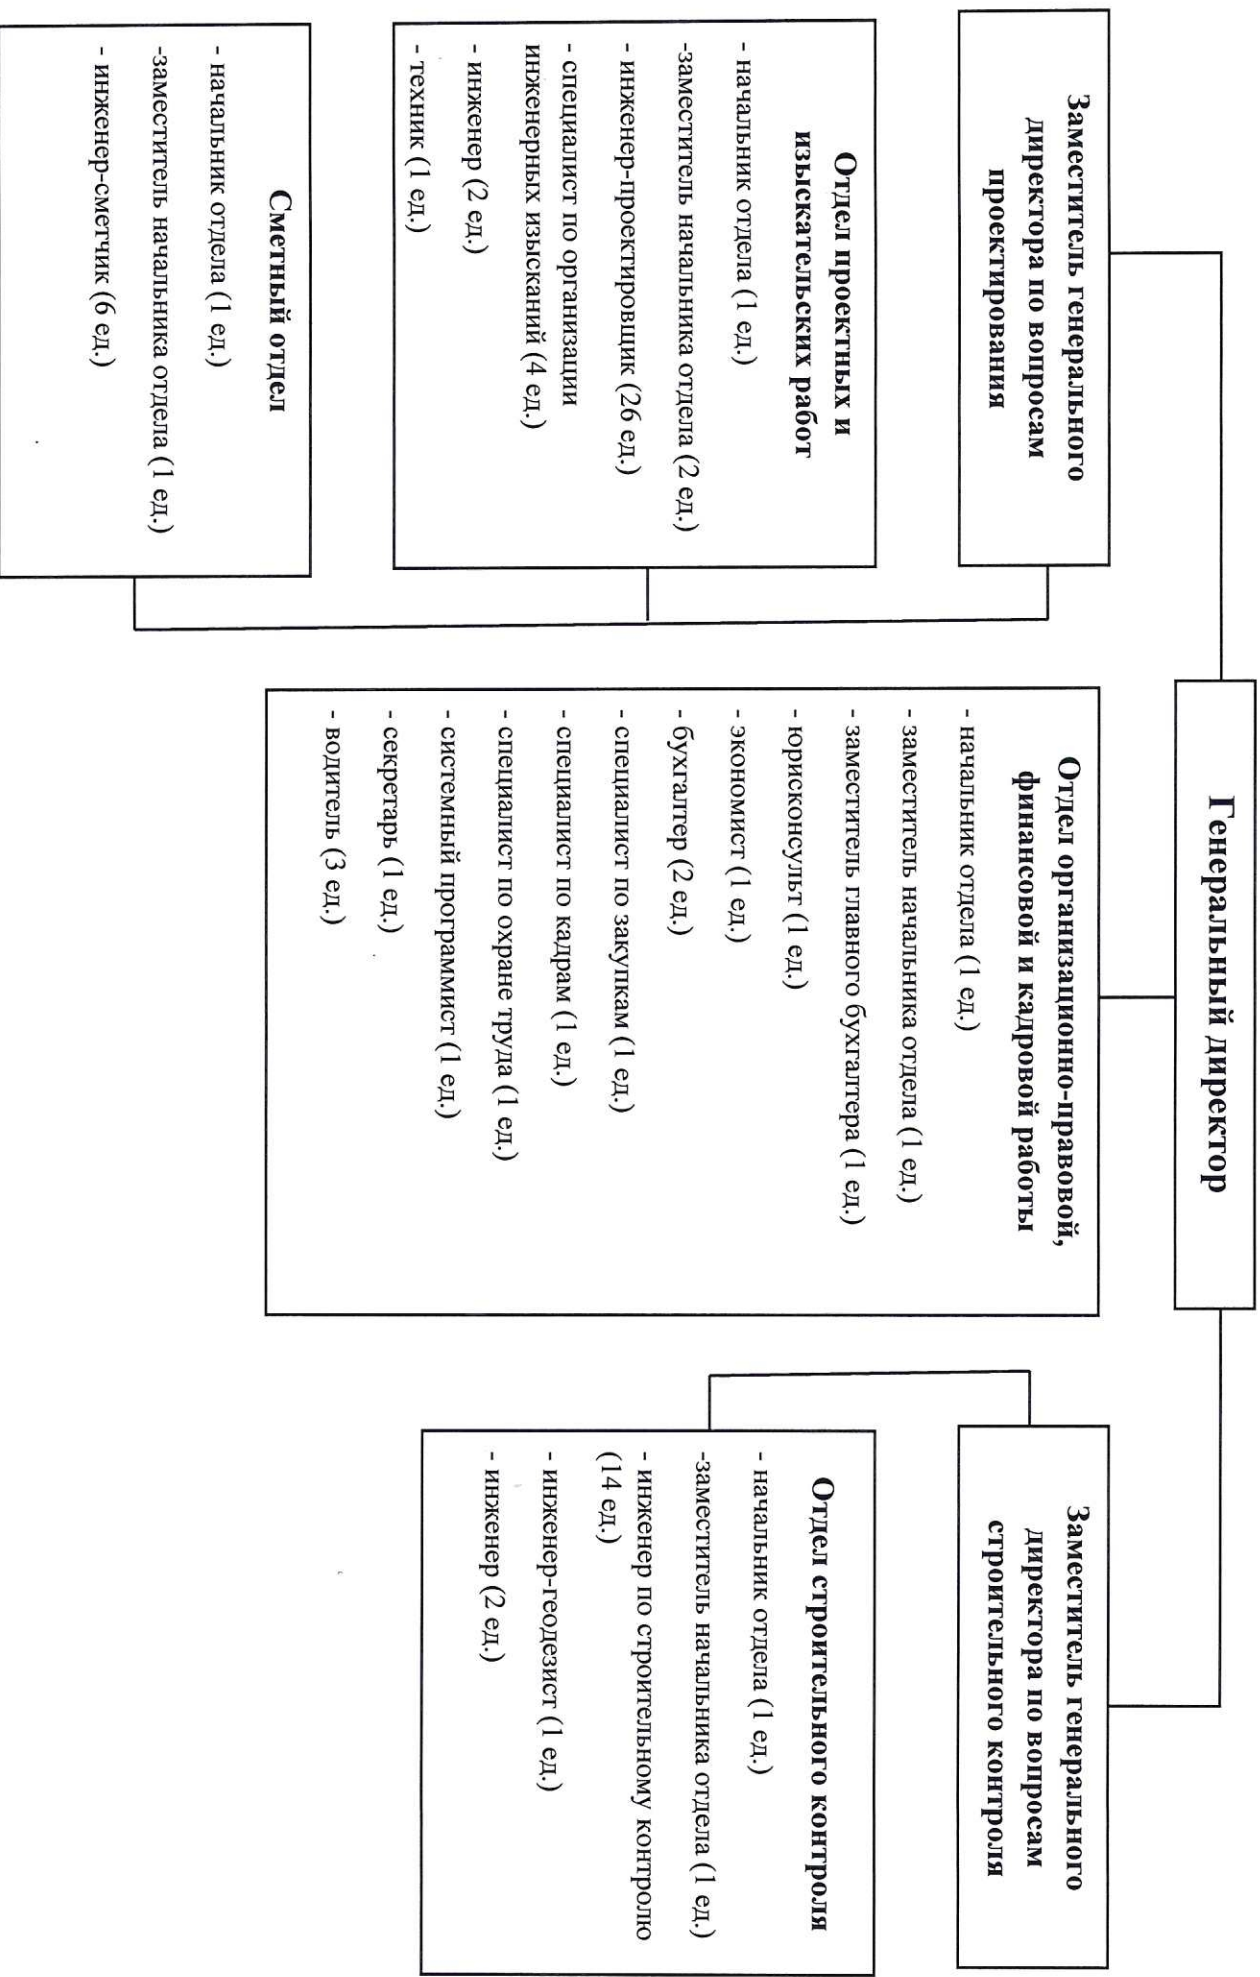 Генеральный директор
Заместитель генерального
директора по вопросам
проектирования
Отдел проектных и
изыскательских работ
- начальник отдела (1 ед.)
-заместитель начальника отдела (2 ед.)
- инженер-проектировщик (26 ед.)
- специалист по организации
инженерных изысканий (4 ед.)
- инженер (2 ед.)
- техник (1 ед.)
Сметный отдел
- начальник отдела (1 ед.)
-заместитель начальника отдела (1 ед.)
- инженер-сметчик (6 ед.)
Отдел организационно-правовой,
финансовой и кадровой работы
- начальник отдела (1 ед.)
- заместитель начальника отдела (1 ед.)
- заместитель главного бухгалтера (1 ед.)
- юрисконсульт (1 ед.)
- экономист (1 ед.)
- бухгалтер (2 ед.)
- специалист по закупкам (1 ед.)
- специалист по кадрам (1 ед.)
- специалист по охране труда (1 ед.)
- системный программист (1 ед.)
- секретарь (1 ед.)
- водитель (3 ед.)
Заместитель генерального
директора по вопросам
строительного контроля
Отдел строительного контроля
- начальник отдела (1 ед.)
-заместитель начальника отдела (1 ед.)
- инженер по строительному контролю
(14 ед.)
- инженер-геодезист (1 ед.)
- инженер (2 ед.)